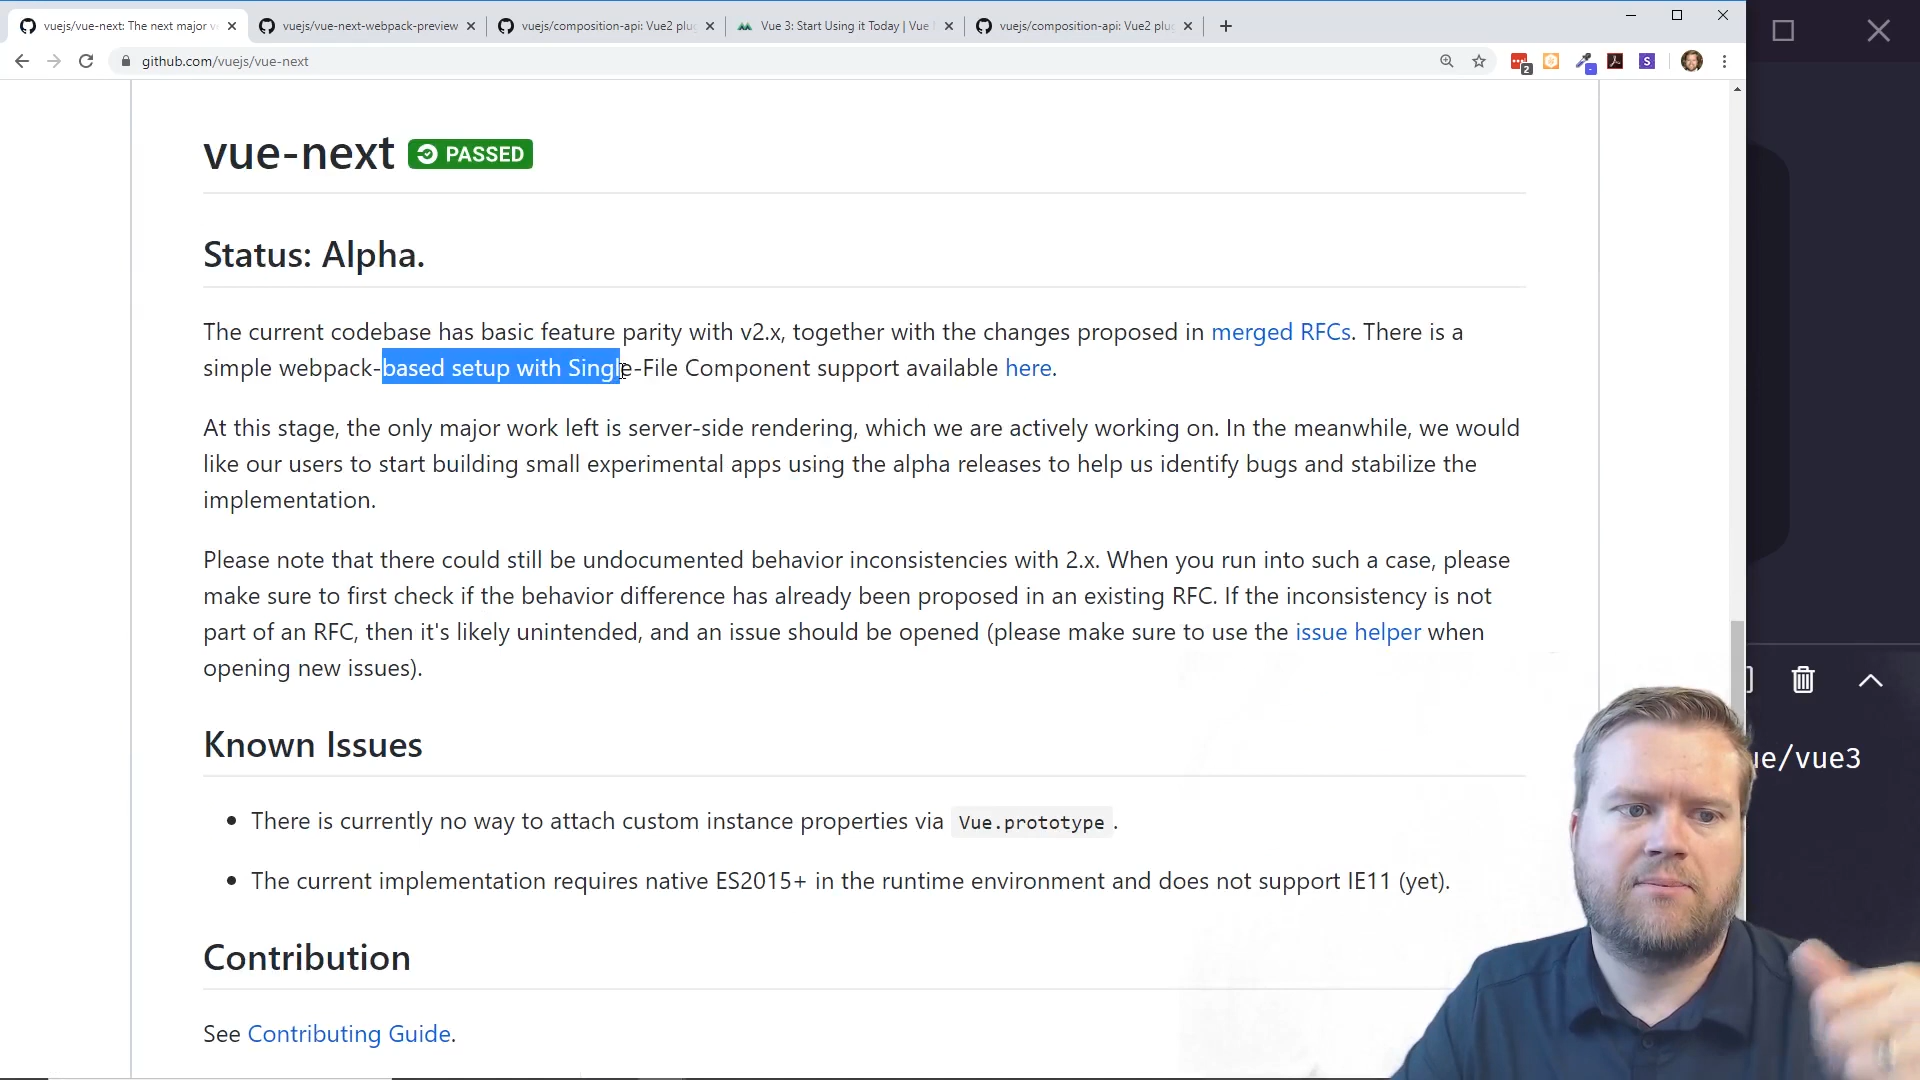 vuejs/vue-next: The next major v
vuejs/vue-next-webpack-preview
vuejs/composition-api: Vue2 plug
Vue 3: Start Using it Today | Vue
vuejs/composition-api: Vue2 plug
github.com/vuejs/vue-next
2
S
vue-next PASSED
Status: Alpha.
The current codebase has basic feature parity with v2.x, together with the changes proposed in merged RFCs. There is a
simple webpack-based setup with Single-File Component support available here.
At this stage, the only major work left is server-side rendering, which we are actively working on. In the meanwhile, we would
like our users to start building small experimental apps using the alpha releases to help us identify bugs and stabilize the
implementation.
Please note that there could still be undocumented behavior inconsistencies with 2.x. When you run into such a case, please
make sure to first check if the behavior difference has already been proposed in an existing RFC. If the inconsistency is not
part of an RFC, then it's likely unintended, and an issue should be opened (please make sure to use the issue helper when
opening new issues).
Known Issues
ue/vue3
• There is currently no way to attach custom instance properties via Vue.prototype.
• The current implementation requires native ES2015+ in the runtime environment and does not support IE11 (yet).
Contribution
See Contributing Guide.